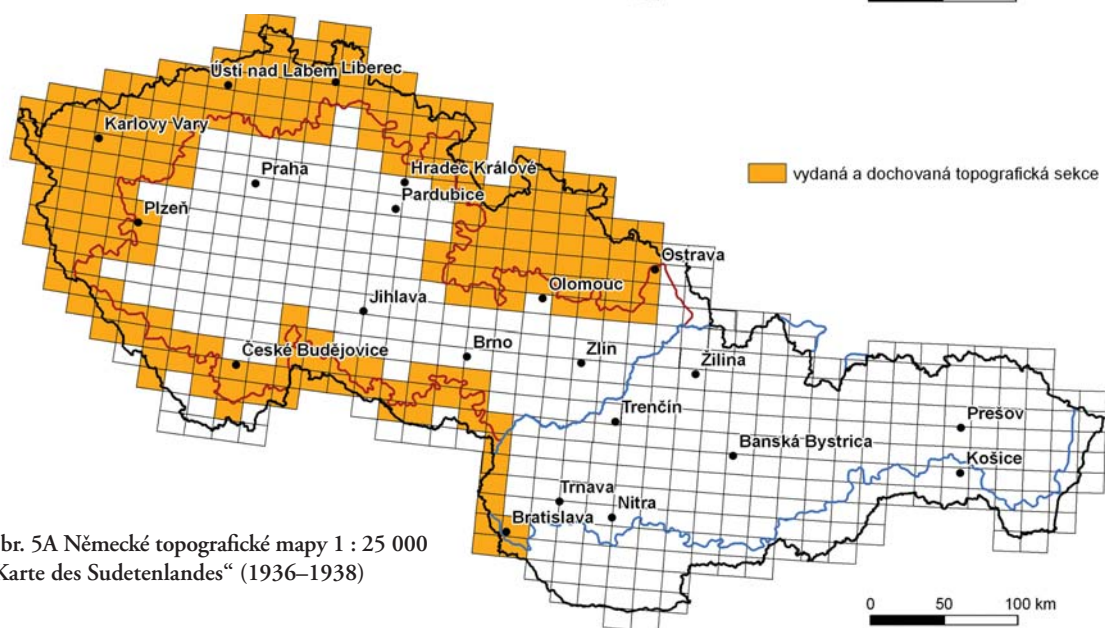 Ústí nad Labem
Liberec
Karlovy Vary
Praha
Hradec Králové
Pardubice
vydaná a dochovaná topografická sekce
Plzeň
Ostrava
Olomouc
Jihlava
Brno
České Budějovice
Zlín
Žilina
Trenčín
Banská Bystrica
Prešov
Košice
Trnava
Nitra
Bratislava
br. 5A Německé topografické mapy 1 : 25 000
Karte des Sudetenlandes“ (1936–1938)
0 50 100 km